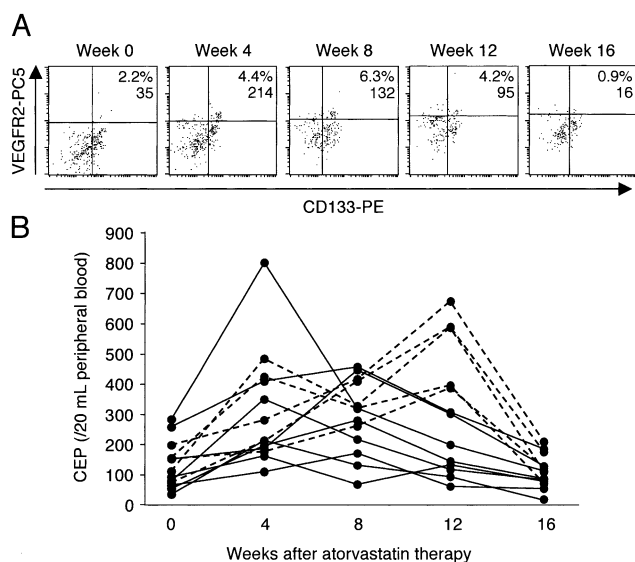 A
Week 0 Week 4 Week 8 Week 12 Week 16
2.2% 4.4% 6.3% 4.2% 0.9%
35 214 132 95 16
VEGFR2-PC5
CD133-PE
B
900
800
700
600
500
400
300
200
100
0
CEP (/20 mL peripheral blood)
0 4 8 12 16
Weeks after atorvastatin therapy